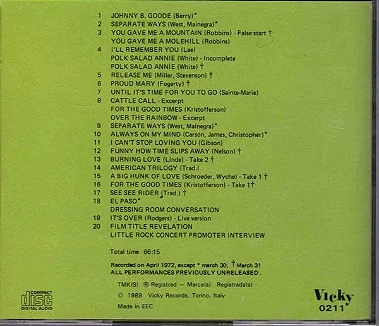 1 JOHNNY B. GOODE (Berry)*
2 SEPARATE WAYS (West, Mainegra)*
3 YOU GAVE ME A MOUNTAIN (Robbins) - False start †
YOU GAVE ME A MOLEHILL (Robbins)
4 I'LL REMEMBER YOU (Lee)
POLK SALAD ANNIE (White) - Incomplete
POLK SALAD ANNIE (White) †
5 RELEASE ME (Miller, Stevenson) †
6 PROUD MARY (Fogerty) †
7 UNTIL IT'S TIME FOR YOU TO GO (Sainte-Marie)
8 CATTLE CALL - Excerpt
FOR THE GOOD TIMES (Kristofferson)
OVER THE RAINBOW - Excerpt
9 SEPARATE WAYS (West, Mainegra)
10 ALWAYS ON MY MIND (Carson, James, Christopher)*
11 I CAN'T STOP LOVING YOU (Gibson)
12 FUNNY HOW TIME SLIPS AWAY (Nelson) †
13 BURNING LOVE (Linde) - Take 2 †
14 AMERICAN TRILOGY (Trad.)
15 A BIG HUNK OF LOVE (Schroeder, Wyche) - Take 1 †
16 FOR THE GOOD TIMES (Kristofferson) - Take 1†
17 SEE SEE RIDER (Trad.) †
18 EL PASO*
DRESSING ROOM CONVERSATION
19 IT'S OVER (Rodgers) - Live version
20 FILM TITLE REVELATION
LITTLE ROCK CONCERT PROMOTER INTERVIEW
Total time 66:15
Recorded on April 1972, except * march 30, † March 31
ALL PERFORMANCES PREVIOUSLY UNRELEASED.
TMK(S) ® Registred - Marca(s) Registrada(s)
© 1989 Vicky Records, Torino, Italy
Made in EEC
COMPACT
disc
DIGITAL AUDIO
Vicky
0211